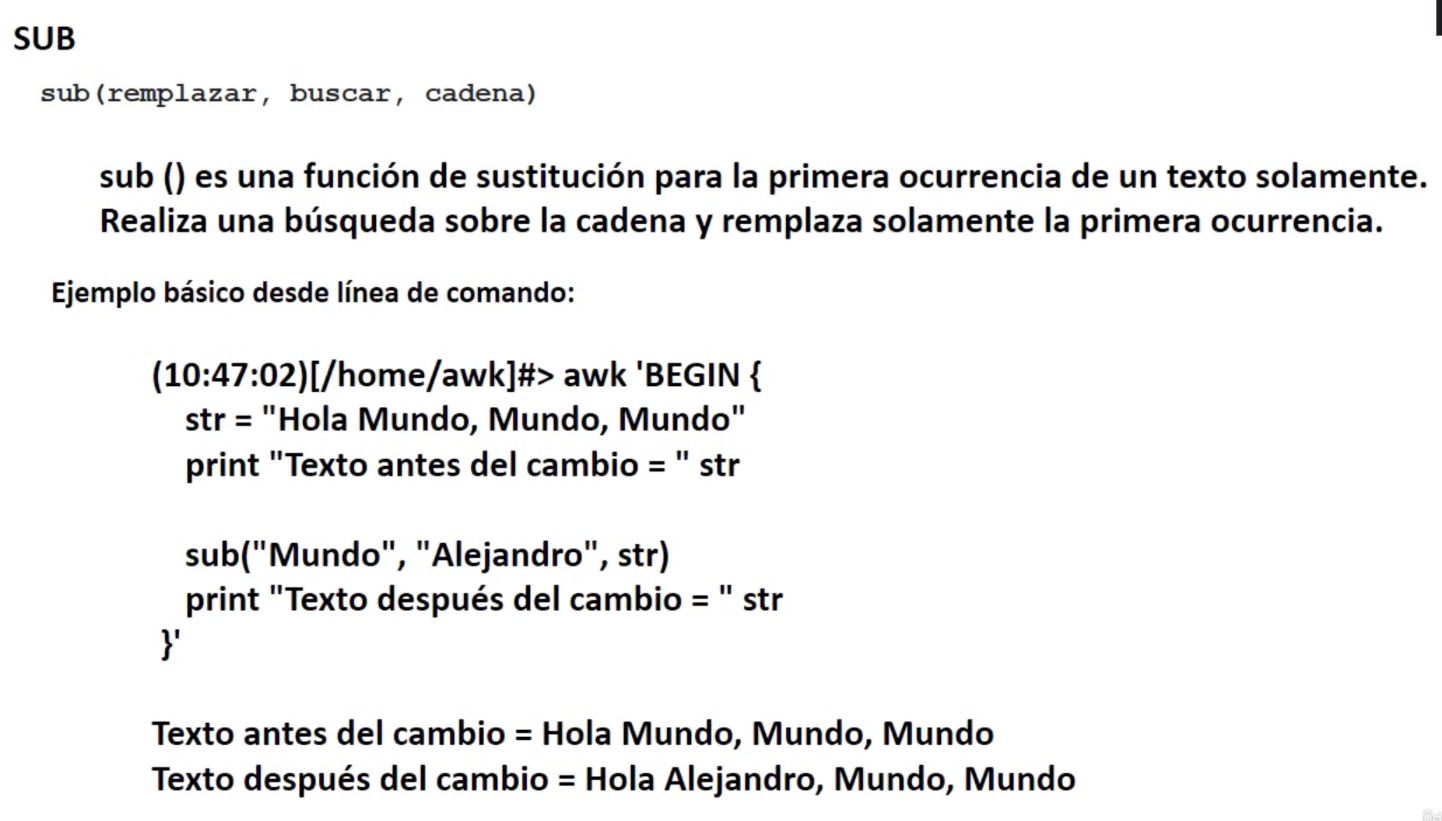 SUB
sub(remplazar, buscar, cadena)
sub () es una función de sustitución para la primera ocurrencia de un texto solamente.
Realiza una búsqueda sobre la cadena y remplaza solamente la primera ocurrencia.
Ejemplo básico desde línea de comando:
(10:47:02)[/home/awk]#> awk 'BEGIN {
str = "Hola Mundo, Mundo, Mundo"
print "Texto antes del cambio = " str
sub("Mundo", "Alejandro", str)
print "Texto después del cambio = " str
}'
Texto antes del cambio = Hola Mundo, Mundo, Mundo
Texto después del cambio = Hola Alejandro, Mundo, Mundo